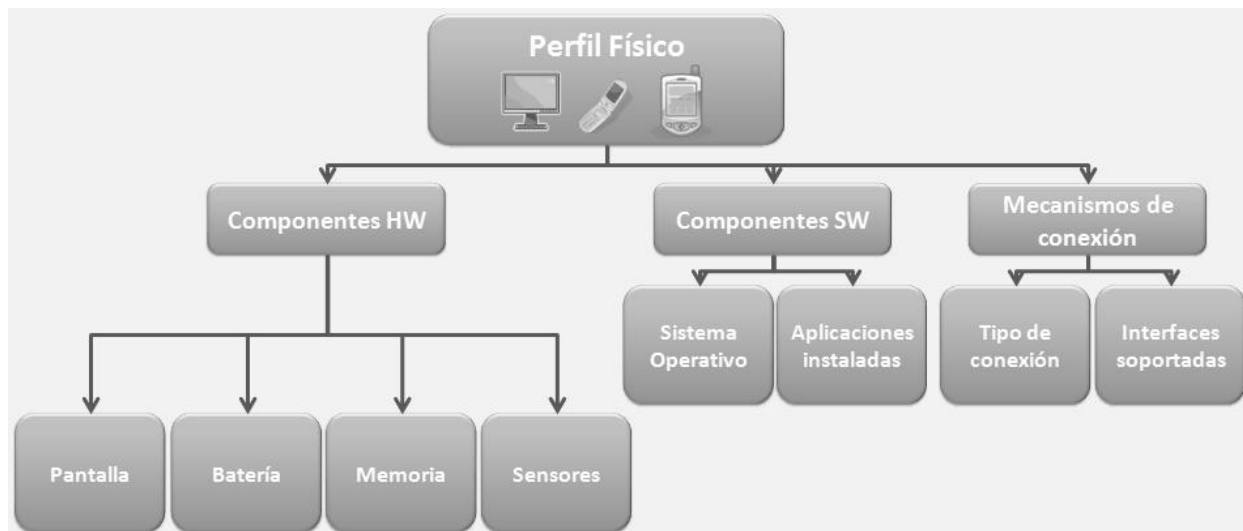 Perfil Físico
Componentes HW
Componentes SW
Mecanismos de
conexión
Sistema
Operativo
Aplicaciones
instaladas
Tipo de
conexión
Interfaces
soportadas
Pantalla
Batería
Memoria
Sensores